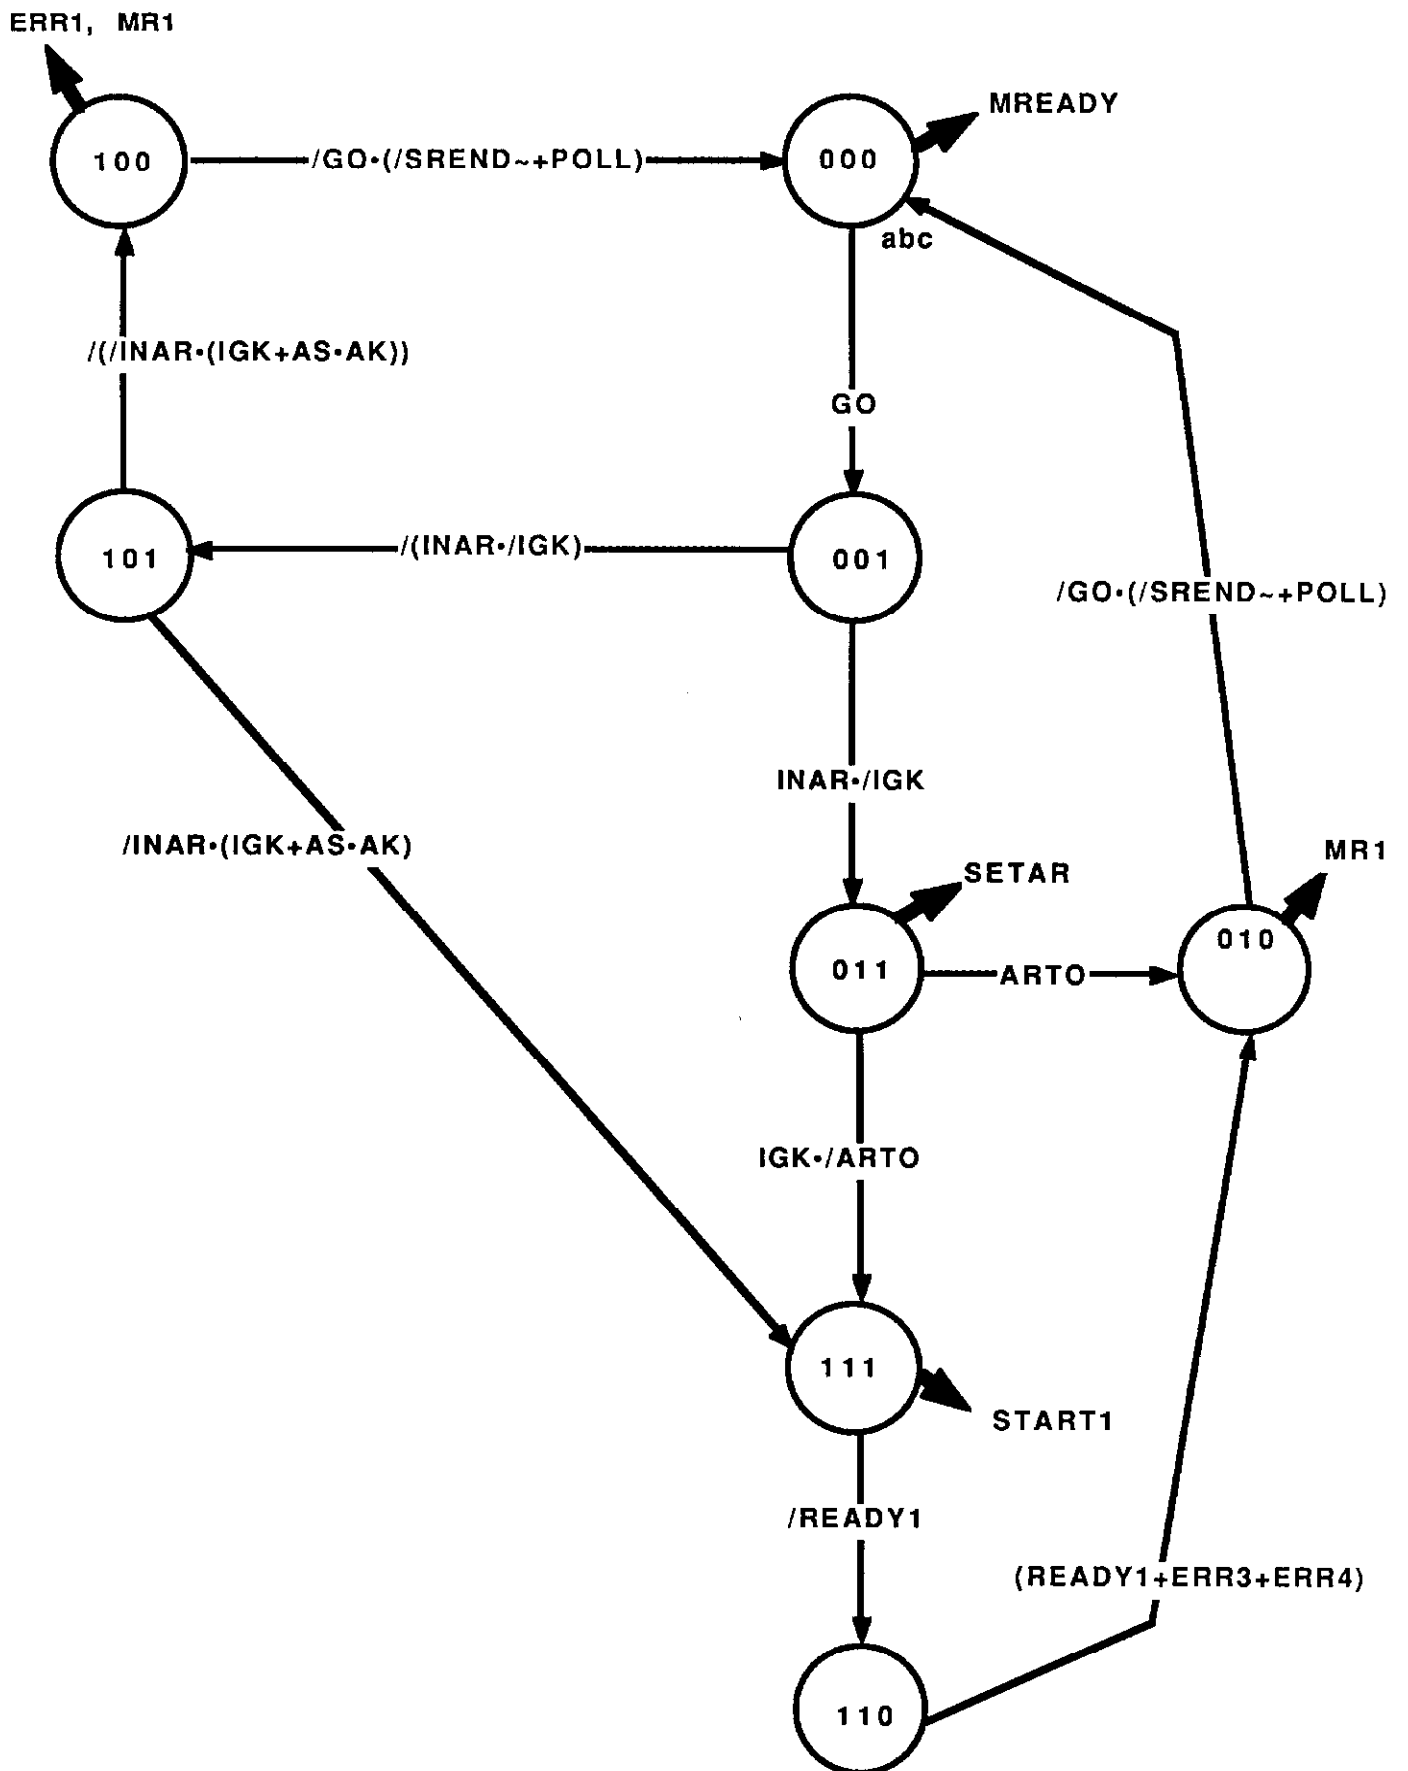 ERR1, MR1
MREADY
100
/GO•(/SREND~+POLL)
000
abc
/(/INAR•(IGK+AS•AK))
GO
101
/(INAR•/IGK)
001
/GO•(/SREND~+POLL)
INAR•/IGK
/INAR•(IGK+AS•AK)
MR1
SETAR
010
011
ARTO
IGK•/ARTO
111
START1
/READY1
(READY1+ERR3+ERR4)
110